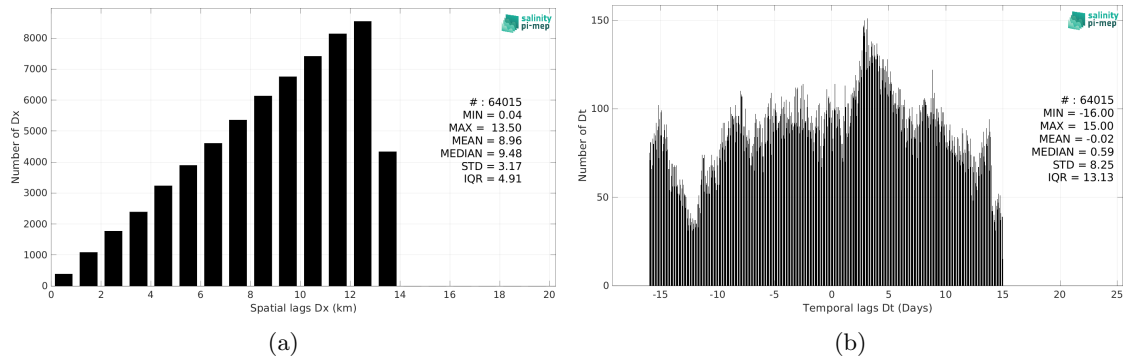 salinity
pi-mep
8000
7000
6000
5000
4000
3000
2000
1000
0
Number of Dx
# : 64015
MIN = 0.04
MAX = 13.50
MEAN = 8.96
MEDIAN = 9.48
STD = 3.17
IQR = 4.91
0 2 4 6 8 10 12 14 16 18 20
Spatial lags Dx (km)
(a)
salinity
pi-mep
150
100
50
0
Number of Dt
# : 64015
MIN = -16.00
MAX = 15.00
MEAN = -0.02
MEDIAN = 0.59
STD = 8.25
IQR = 13.13
-15 -10 -5 0 5 10 15 20 25
Temporal lags Dt (Days)
(b)